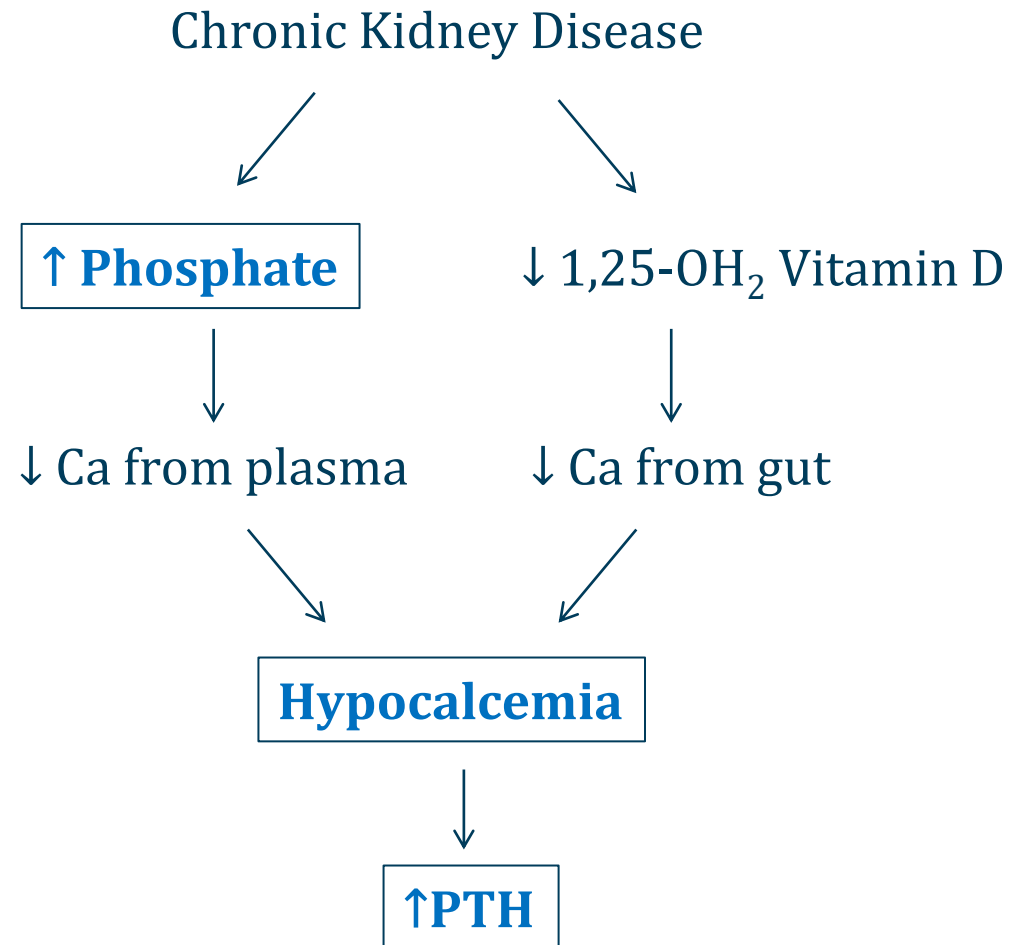 Chronic Kidney Disease
↑ Phosphate
↓ 1,25-OH₂ Vitamin D
↓ Ca from plasma
↓ Ca from gut
Hypocalcemia
↑PTH